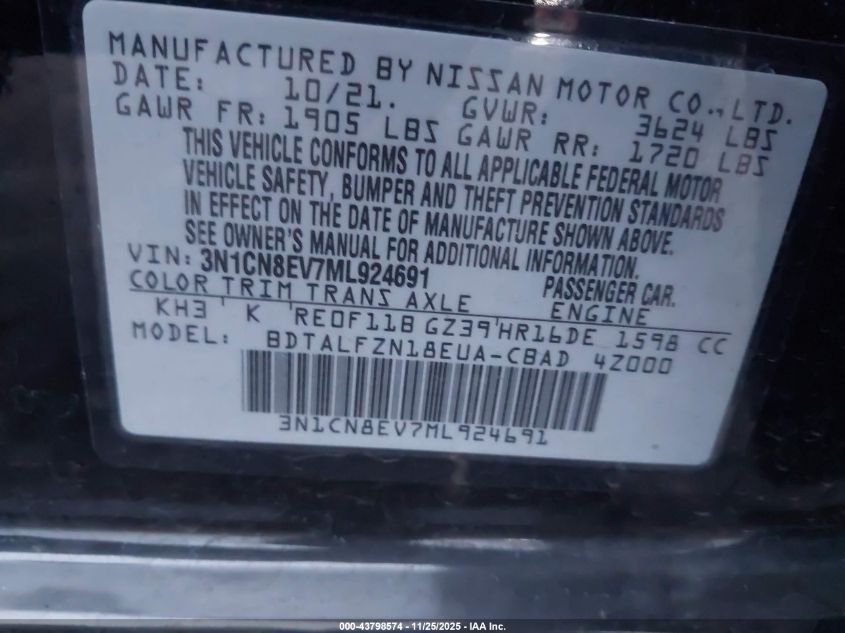 MANUFACTURED BY NISSAN MOTOR CO., LTD.
DATE: 10/21. GVWR: 3624 LBS
GAWR FR: 1905 LBS GAWR RR: 1720 LBS
THIS VEHICLE CONFORMS TO ALL APPLICABLE FEDERAL MOTOR
VEHICLE SAFETY, BUMPER AND THEFT PREVENTION STANDARDS
IN EFFECT ON THE DATE OF MANUFACTURE SHOWN ABOVE.
SEE OWNER'S MANUAL FOR ADDITIONAL INFORMATION.
VIN: 3N1CN8EV7ML924691 PASSENGER CAR.
COLOR TRIM TRANS AXLE ENGINE
KH3 K RE0F11B GZ39 HR16DE 1598 CC
MODEL: BDTALFZN18EUA-CBAD 4Z000
3N1CN8EV7ML924691
000-43798574 - 11/25/2025 - IAA Inc.